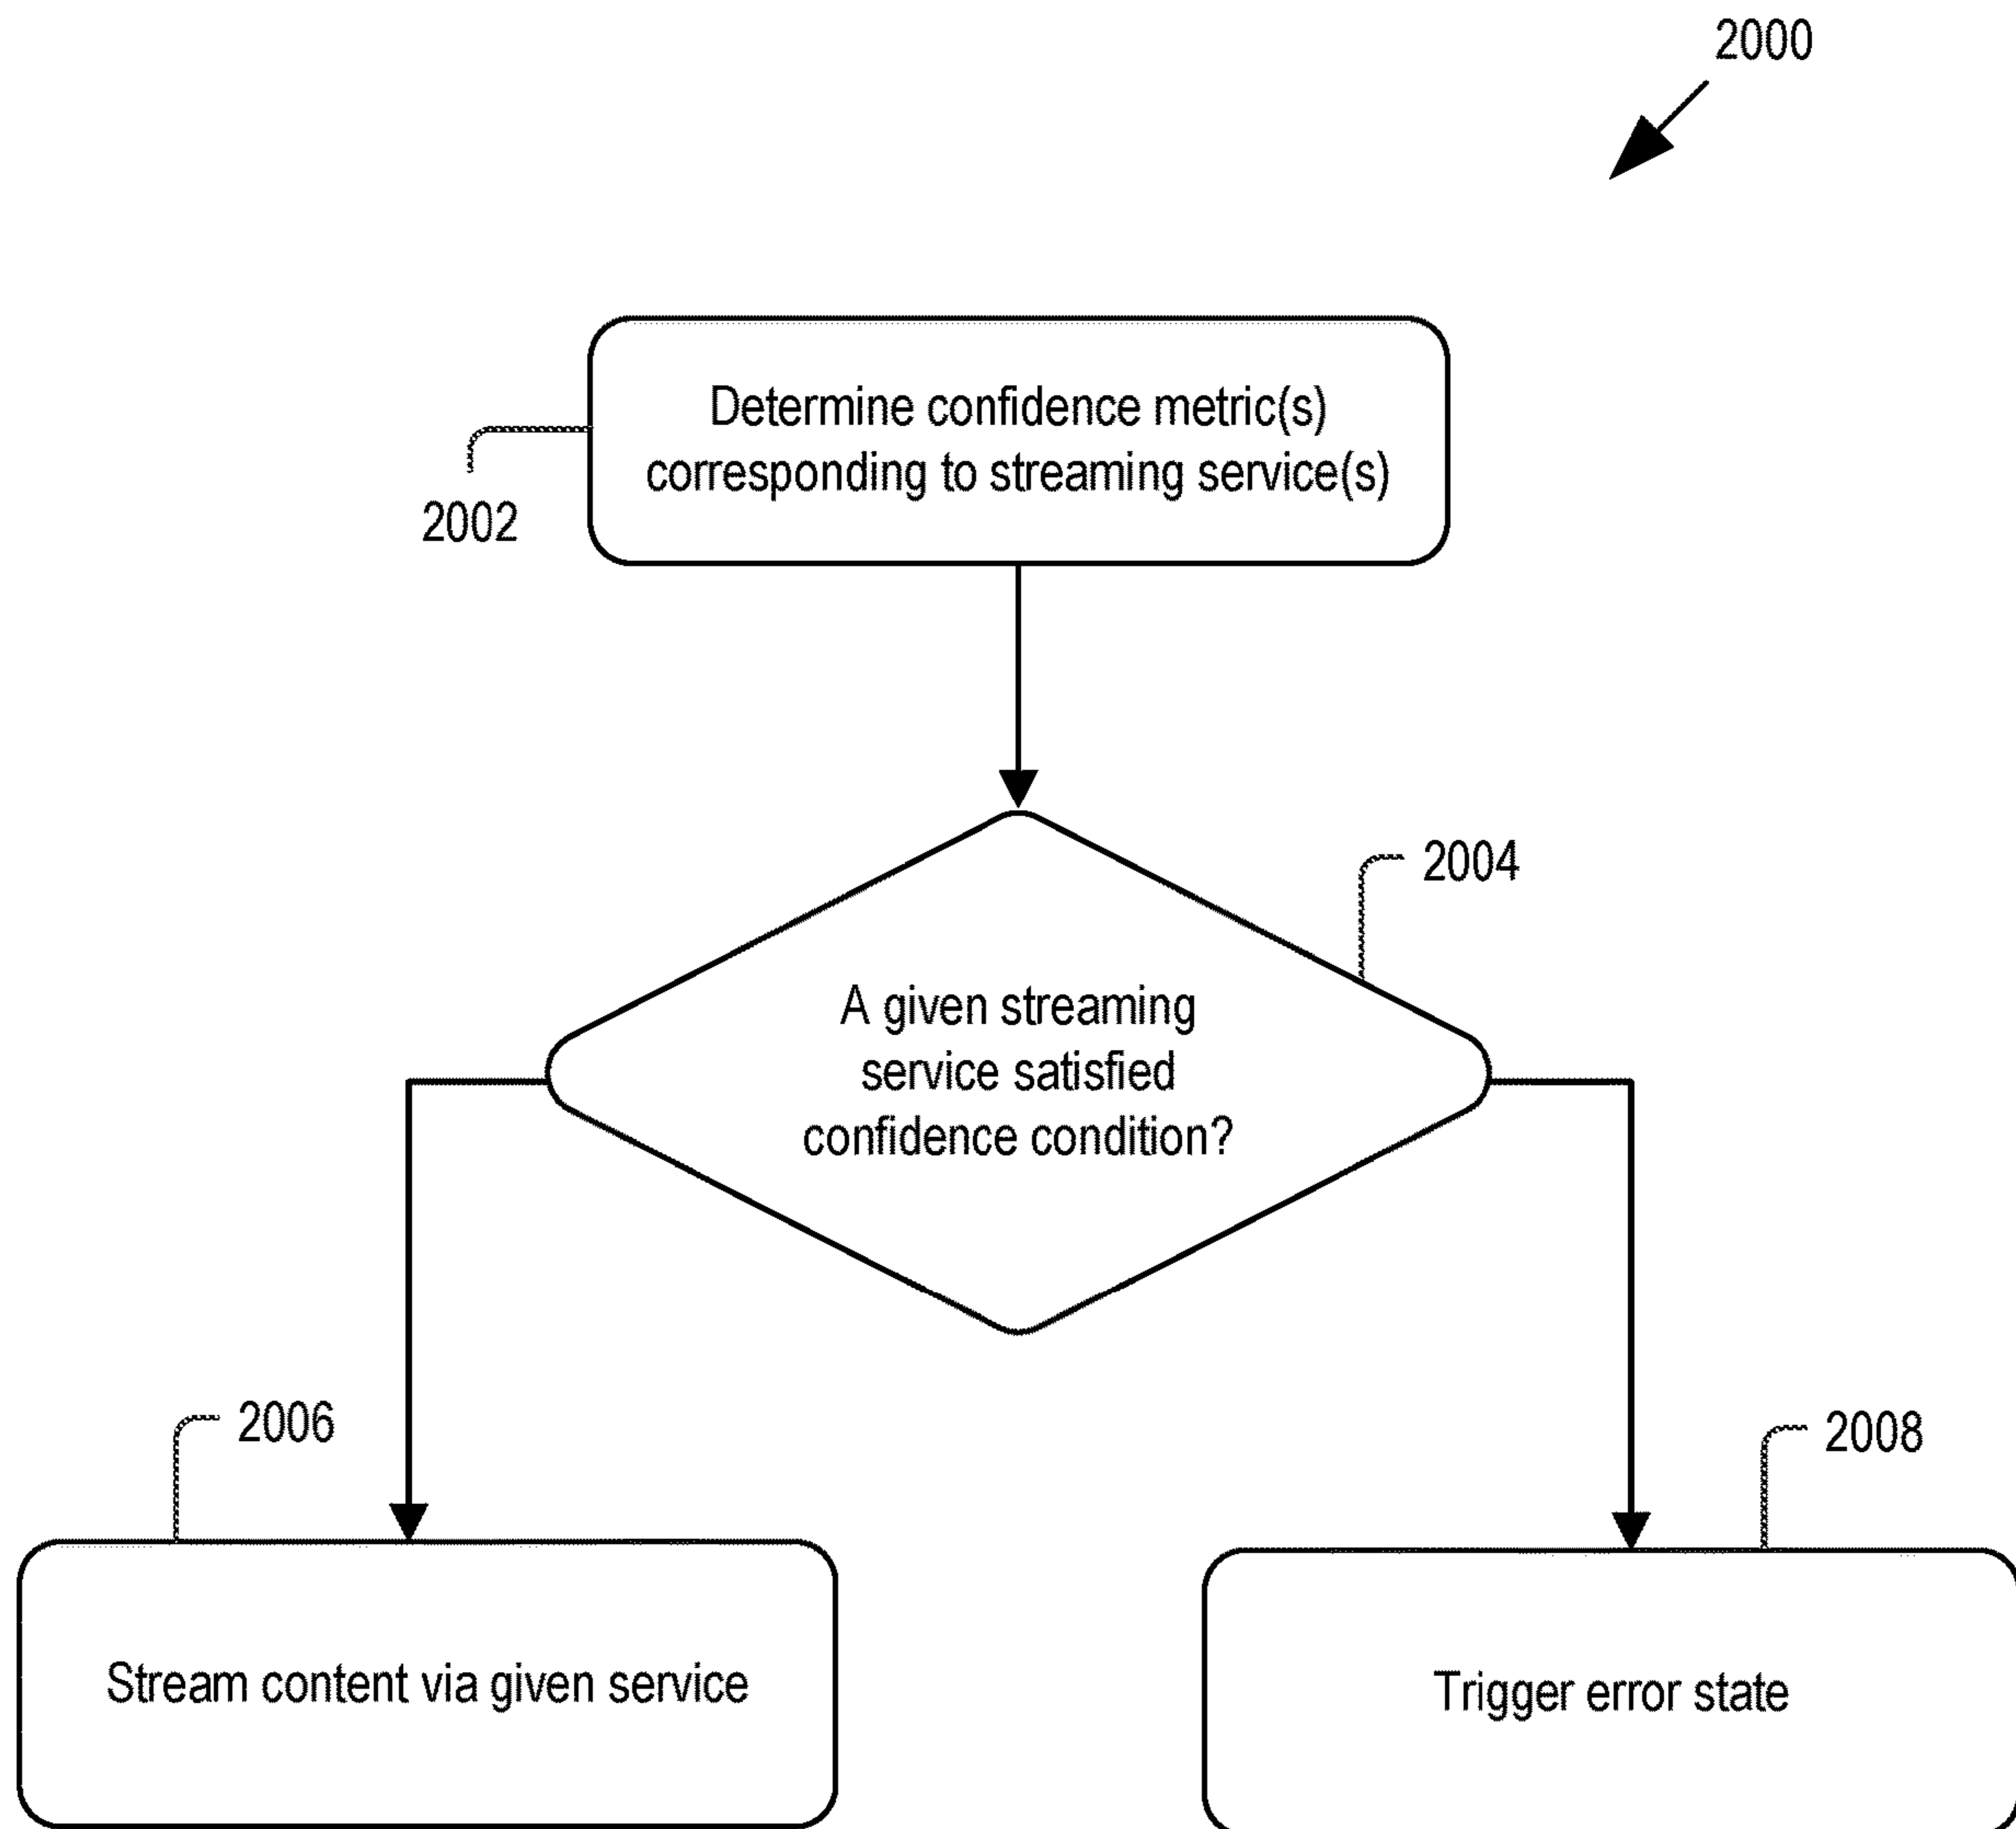 2000
Determine confidence metric(s)
corresponding to streaming service(s)
2002
2004
A given streaming
service satisfied
confidence condition?
2006
2008
Stream content via given service
Trigger error state